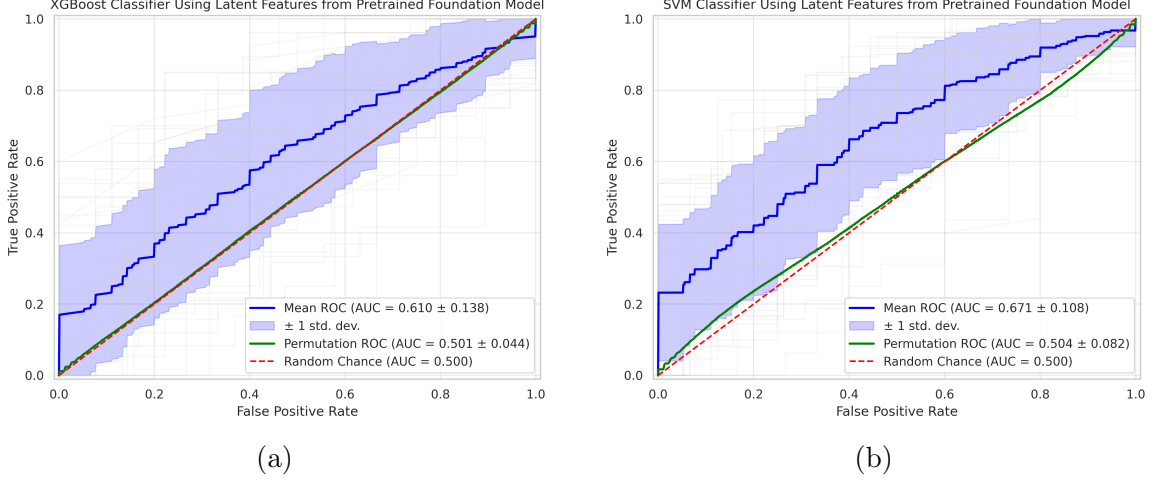 XGBoost Classifier Using Latent Features from Pretrained Foundation Model
1.0
0.8
0.6
0.4
0.2
0.0
True Positive Rate
Mean ROC (AUC = 0.610 ± 0.138)
± 1 std. dev.
Permutation ROC (AUC = 0.501 ± 0.044)
Random Chance (AUC = 0.500)
0.0 0.2 0.4 0.6 0.8 1.0
False Positive Rate
(a)
SVM Classifier Using Latent Features from Pretrained Foundation Model
1.0
0.8
0.6
0.4
0.2
0.0
True Positive Rate
Mean ROC (AUC = 0.671 ± 0.108)
± 1 std. dev.
Permutation ROC (AUC = 0.504 ± 0.082)
Random Chance (AUC = 0.500)
0.0 0.2 0.4 0.6 0.8 1.0
False Positive Rate
(b)